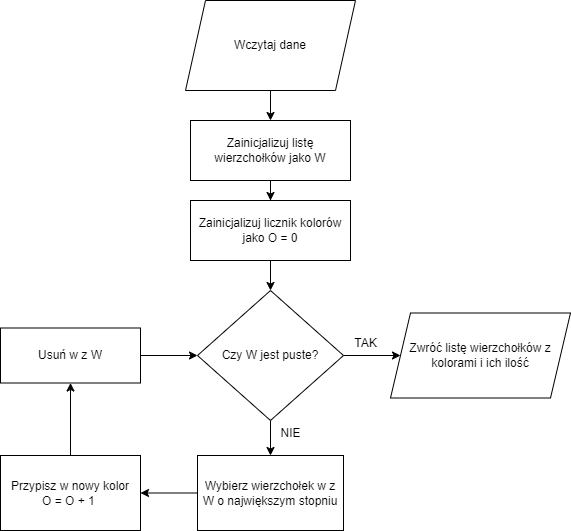 Wczytaj dane
Zainicjalizuj listę
wierzchołków jako W
Zainicjalizuj licznik kolorów
jako O = 0
Czy W jest puste?
TAK
Zwróć listę wierzchołków z
kolorami i ich ilość
NIE
Wybierz wierzchołek w z
W o największym stopniu
Przypisz w nowy kolor
O = O + 1
Usuń w z W